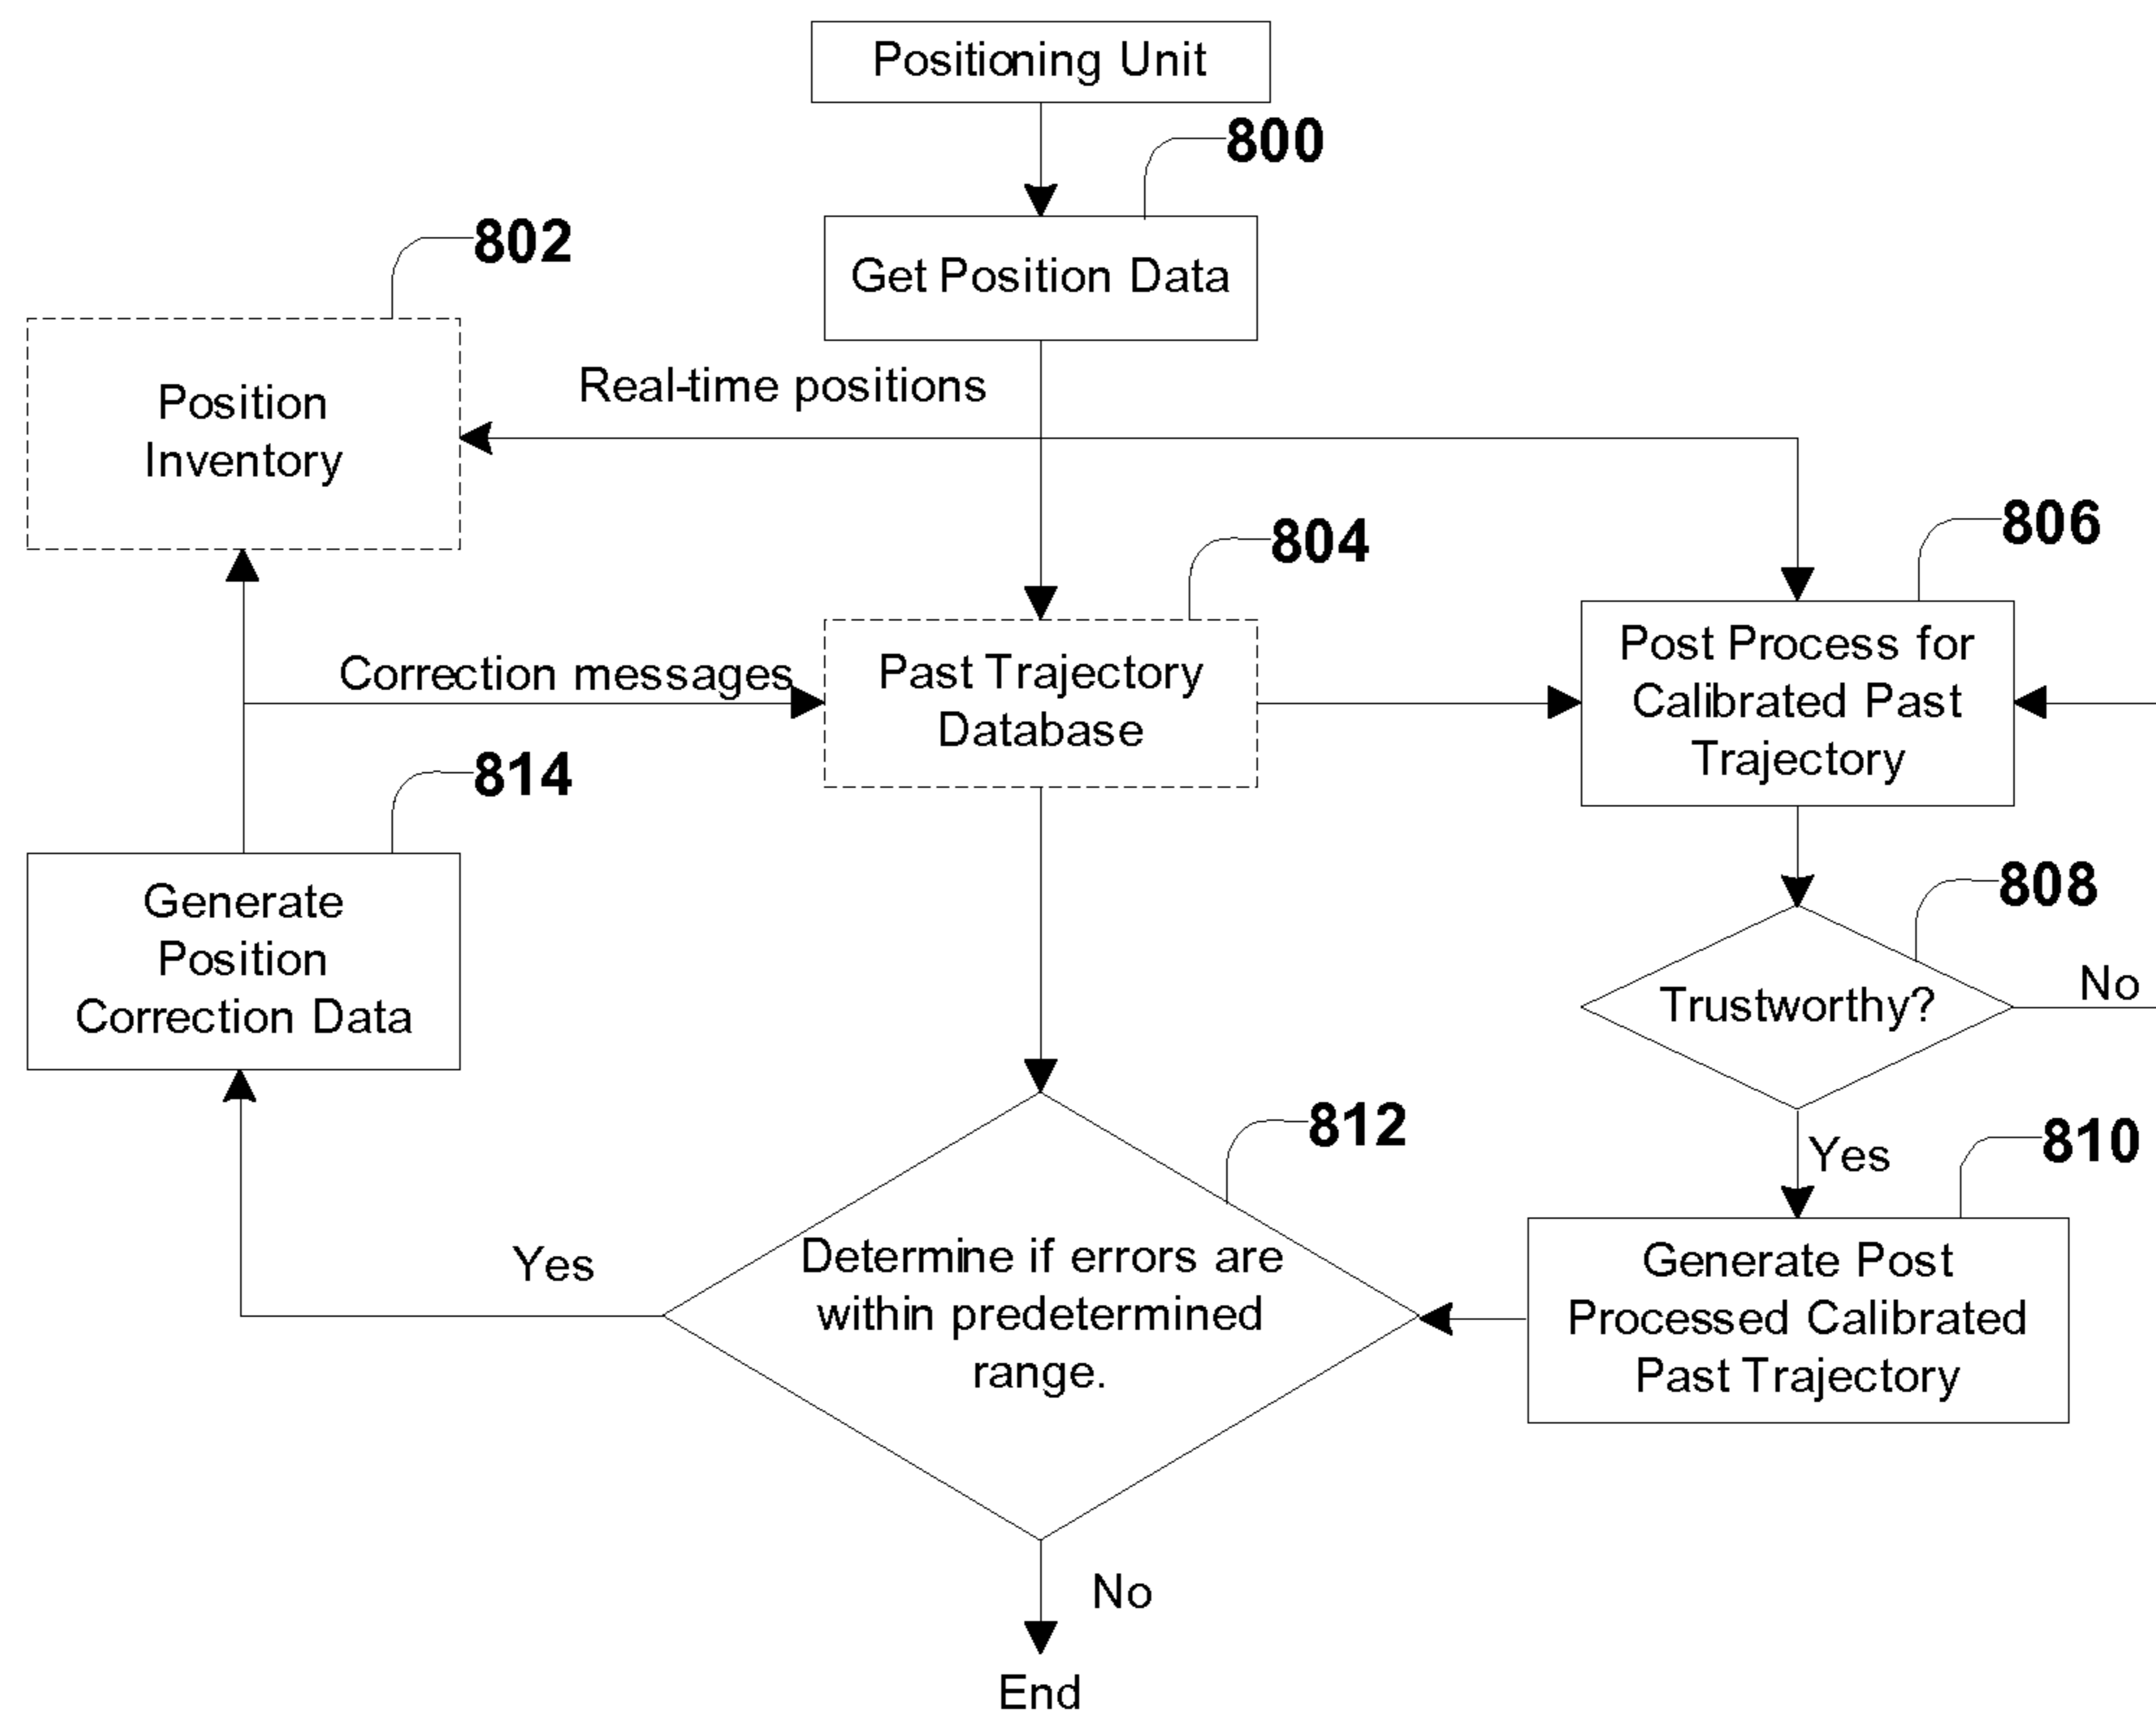 Positioning Unit
800
Get Position Data
802
Position
Inventory
Real-time positions
804
806
Past Trajectory
Database
Correction messages
Post Process for
Calibrated Past
Trajectory
814
Generate
Position
Correction Data
808
Trustworthy?
No
Yes
810
812
Determine if errors are
within predetermined
range.
Yes
Generate Post
Processed Calibrated
Past Trajectory
No
End